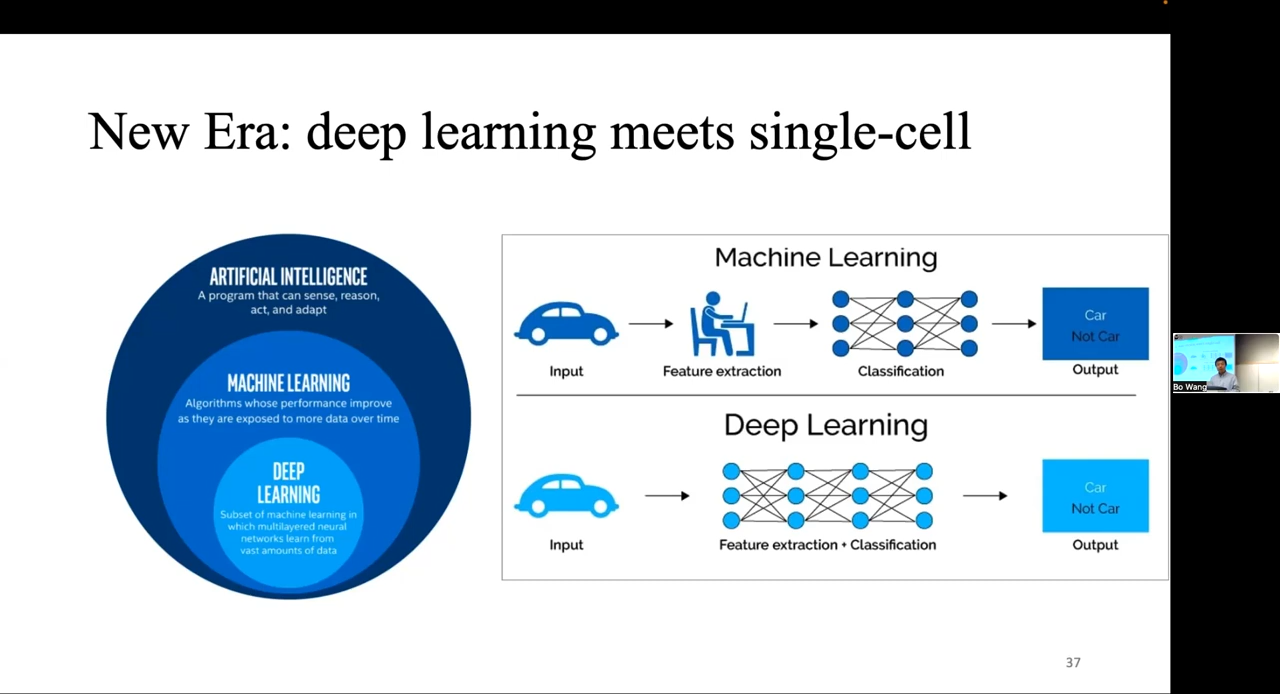 New Era: deep learning meets single-cell
ARTIFICIAL INTELLIGENCE
A program that can sense, reason,
act, and adapt
MACHINE LEARNING
Algorithms whose performance improve
as they are exposed to more data over time
DEEP
LEARNING
Subset of machine learning in
which multilayered neural
networks learn from
vast amounts of data
Machine Learning
Input
Feature extraction
Classification
Car
Not Car
Output
Deep Learning
Input
Feature extraction + Classification
Car
Not Car
Output
37
Bo Wang